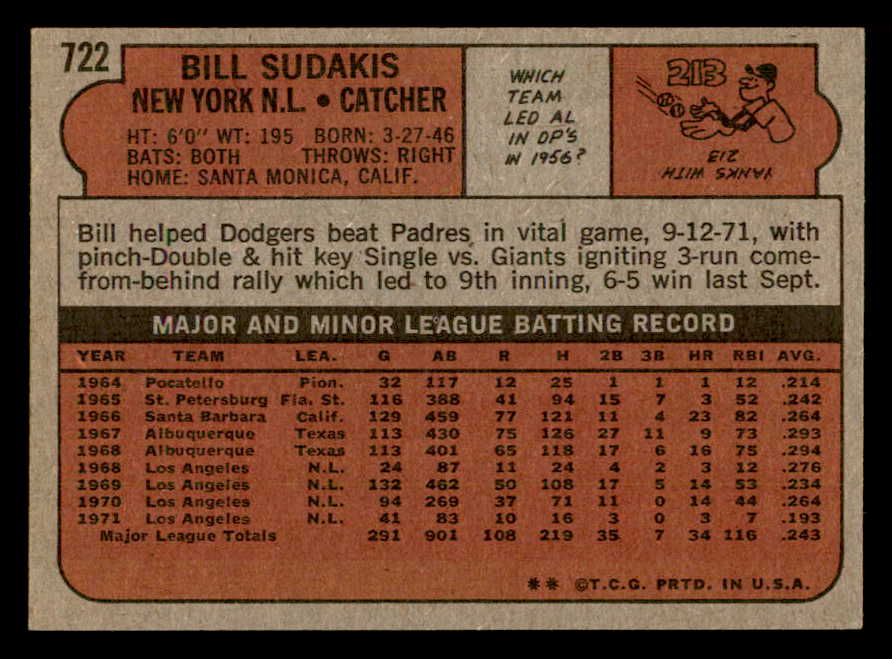 722
BILL SUDAKIS
NEW YORK N.L. • CATCHER
HT: 6'0" WT: 195 BORN: 3-27-46
BATS: BOTH THROWS: RIGHT
HOME: SANTA MONICA, CALIF.
WHICH
TEAM
LED AL
IN DP'S
IN 1956?
213
YANKS WITH
213
Bill helped Dodgers beat Padres in vital game, 9-12-71, with
pinch-Double & hit key Single vs. Giants igniting 3-run come-
from-behind rally which led to 9th inning, 6-5 win last Sept.
MAJOR AND MINOR LEAGUE BATTING RECORD
YEAR TEAM LEA. G AB R H 2B 3B HR RBI AVG.
1964 Pocatello Pion. 32 117 12 25 1 1 1 12 .214
1965 St. Petersburg Fla. St. 116 388 41 94 15 7 3 52 .242
1966 Santa Barbara Calif. 129 459 77 121 11 4 23 82 .264
1967 Albuquerque Texas 113 430 75 126 27 11 9 73 .293
1968 Albuquerque Texas 113 401 65 118 17 6 16 75 .294
1968 Los Angeles N.L. 24 87 11 24 4 2 3 12 .276
1969 Los Angeles N.L. 132 462 50 108 17 5 14 53 .234
1970 Los Angeles N.L. 94 269 37 71 11 0 14 44 .264
1971 Los Angeles N.L. 41 83 10 16 3 0 3 7 .193
Major League Totals 291 901 108 219 35 7 34 116 .243
** ©T.C.G. PRTD. IN U.S.A.